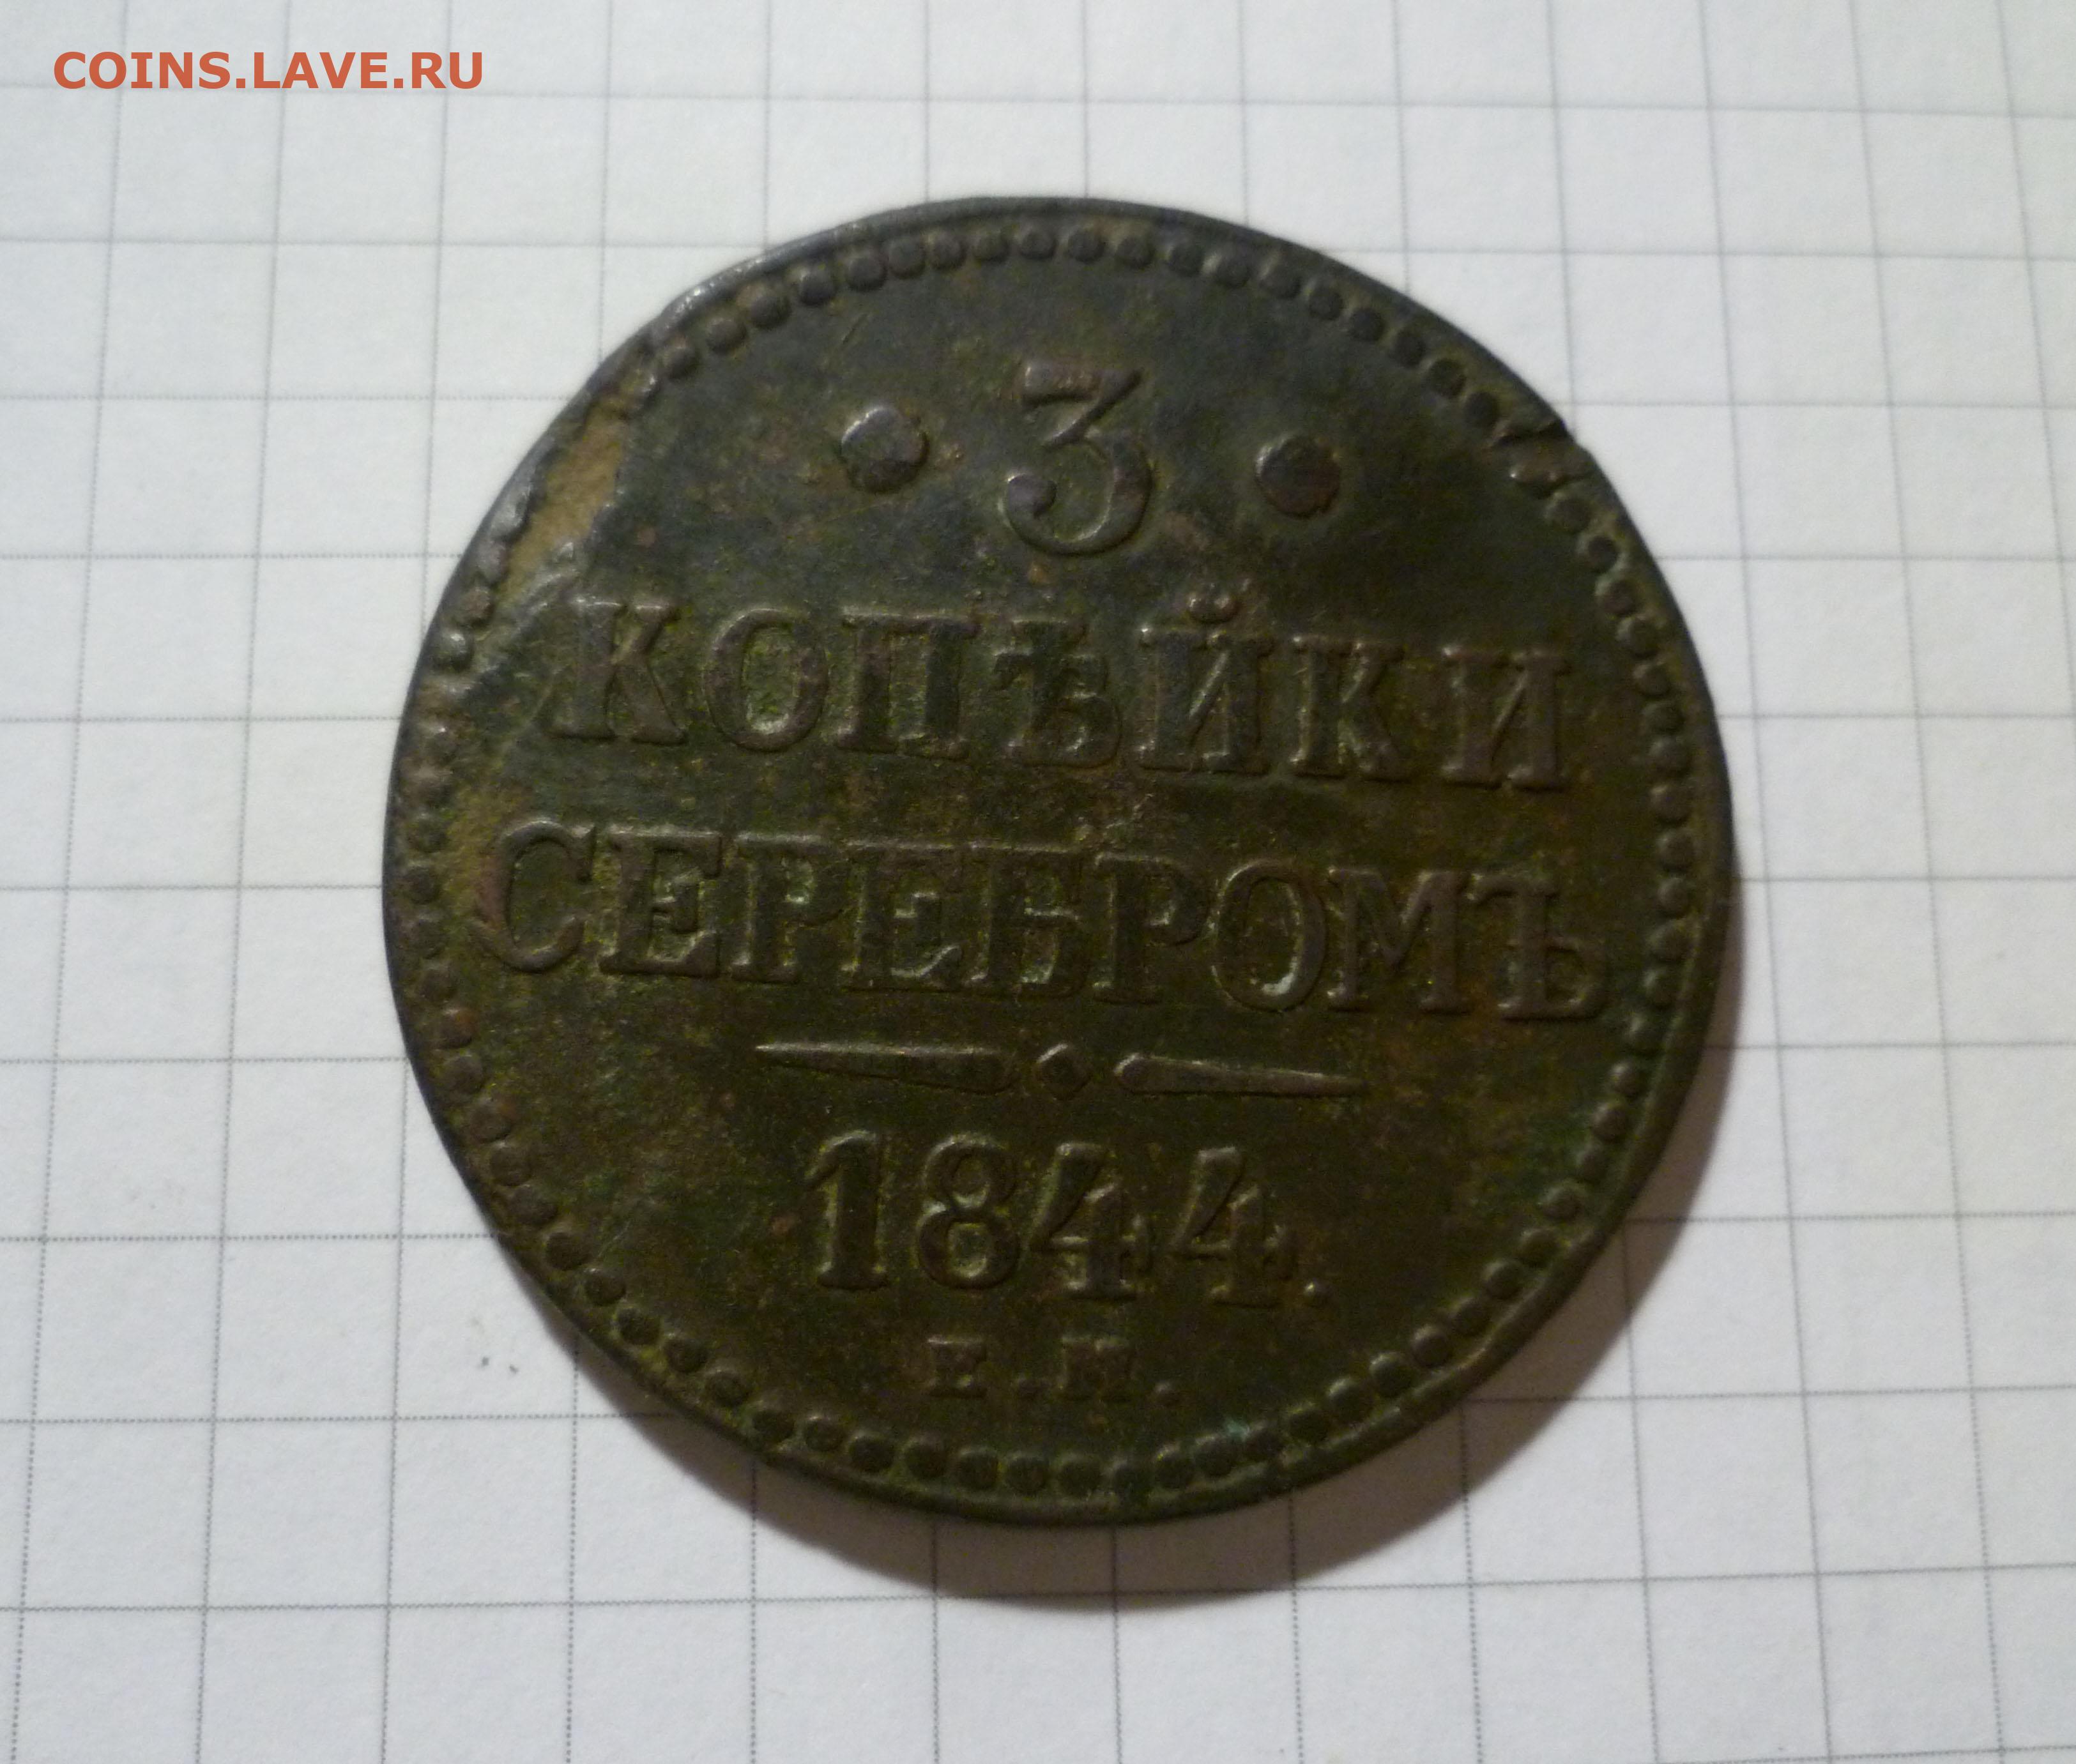 COINS.LAVE.RU
• 3 •
КОПѢЙКИ
СЕРЕБРОМЪ
1844.
Е.М.